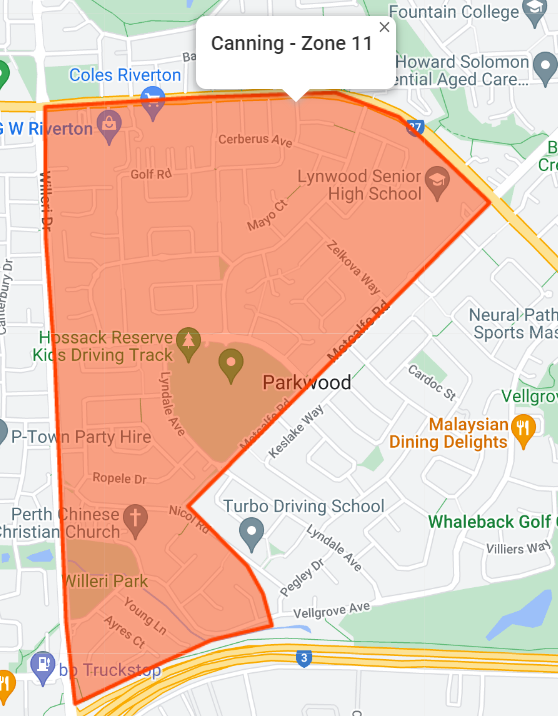 Fountain College
Canning - Zone 11
×
Ba
Howard Solomon
ential Aged Care...
Coles Riverton
G W Riverton
37
Cerberus Ave
Golf Rd
Lynwood Senior
High School
B
Cre
Willeri Dr
Mayo Ct
Zelkova Way
Canterbury Dr
Metcalfe Rd
Neural Path
Sports Mas
Hossack Reserve
Kids Driving Track
Parkwood
Lyndale Ave
Cardoc St
Vellgrov
Metcalfe Rd
Keslake Way
Malaysian
Dining Delights
P-Town Party Hire
Ropele Dr
Turbo Driving School
Perth Chinese
Christian Church
Nicol Rd
Whaleback Golf C
Lyndale Ave
Villiers Way
Pegley Dr
Willeri Park
Young Ln
Vellgrove Ave
Ayres Ct
3
bp Truckstop